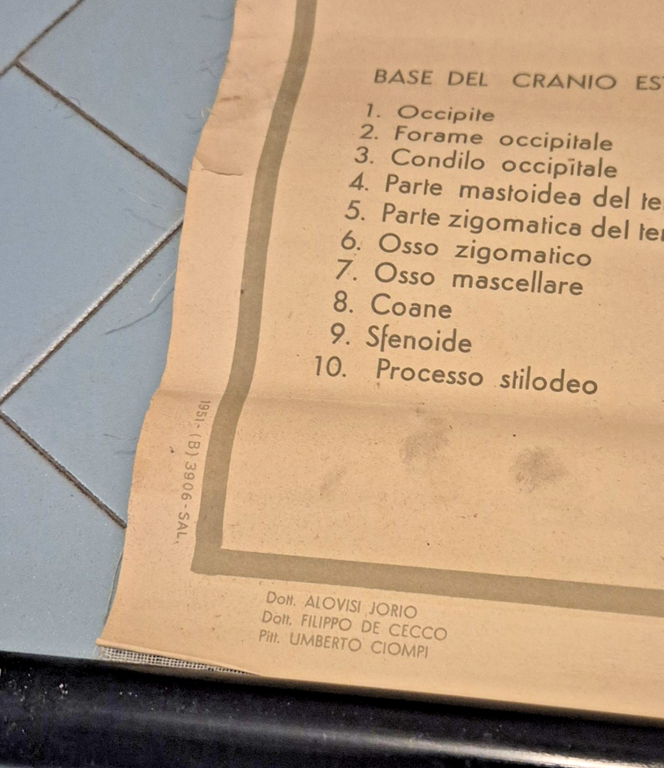 BASE DEL CRANIO ES
1. Occipite
2. Forame occipitale
3. Condilo occipitale
4. Parte mastoidea del te
5. Parte zigomatica del te
6. Osso zigomatico
7. Osso mascellare
8. Coane
9. Sfenoide
10. Processo stilodeo
1951-(B) 3906-SAL.
Dott. ALOVISI JORIO
Dott. FILIPPO DE CECCO
Pitt. UMBERTO CIOMPI